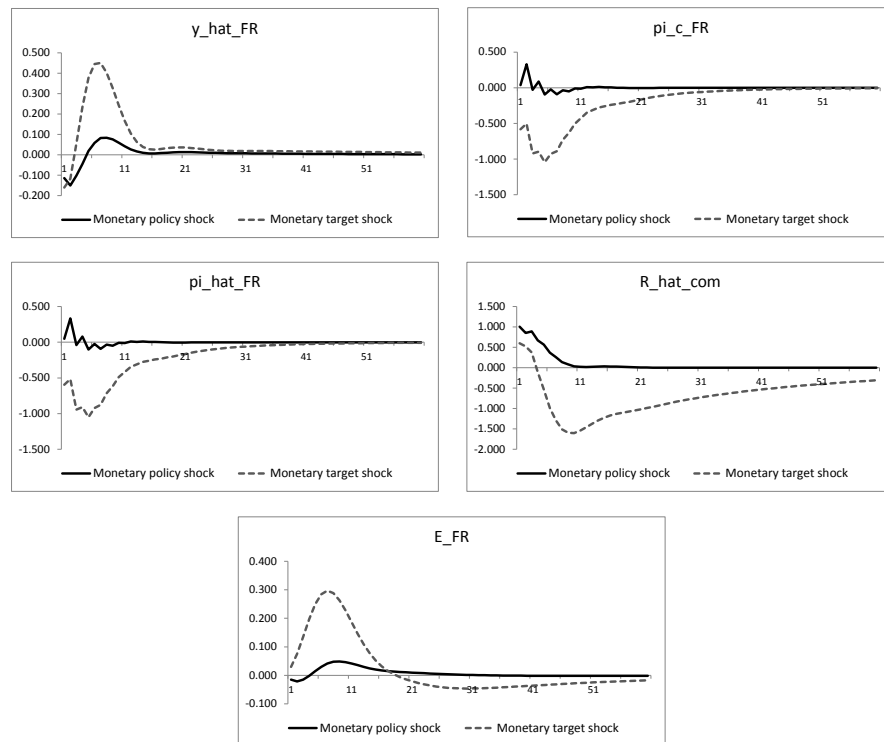 y_hat_FR
0.500
0.400
0.300
0.200
0.100
0.000
-0.100
-0.200
1 11 21 31 41 51
Monetary policy shock Monetary target shock
pi_c_FR
0.500
0.000
-0.500
-1.000
-1.500
1 11 21 31 41 51
Monetary policy shock Monetary target shock
pi_hat_FR
0.500
0.000
-0.500
-1.000
-1.500
1 11 21 31 41 51
Monetary policy shock Monetary target shock
R_hat_com
1.500
1.000
0.500
0.000
-0.500
-1.000
-1.500
-2.000
1 11 21 31 41 51
Monetary policy shock Monetary target shock
E_FR
0.400
0.300
0.200
0.100
0.000
-0.100
1 11 21 31 41 51
Monetary policy shock Monetary target shock